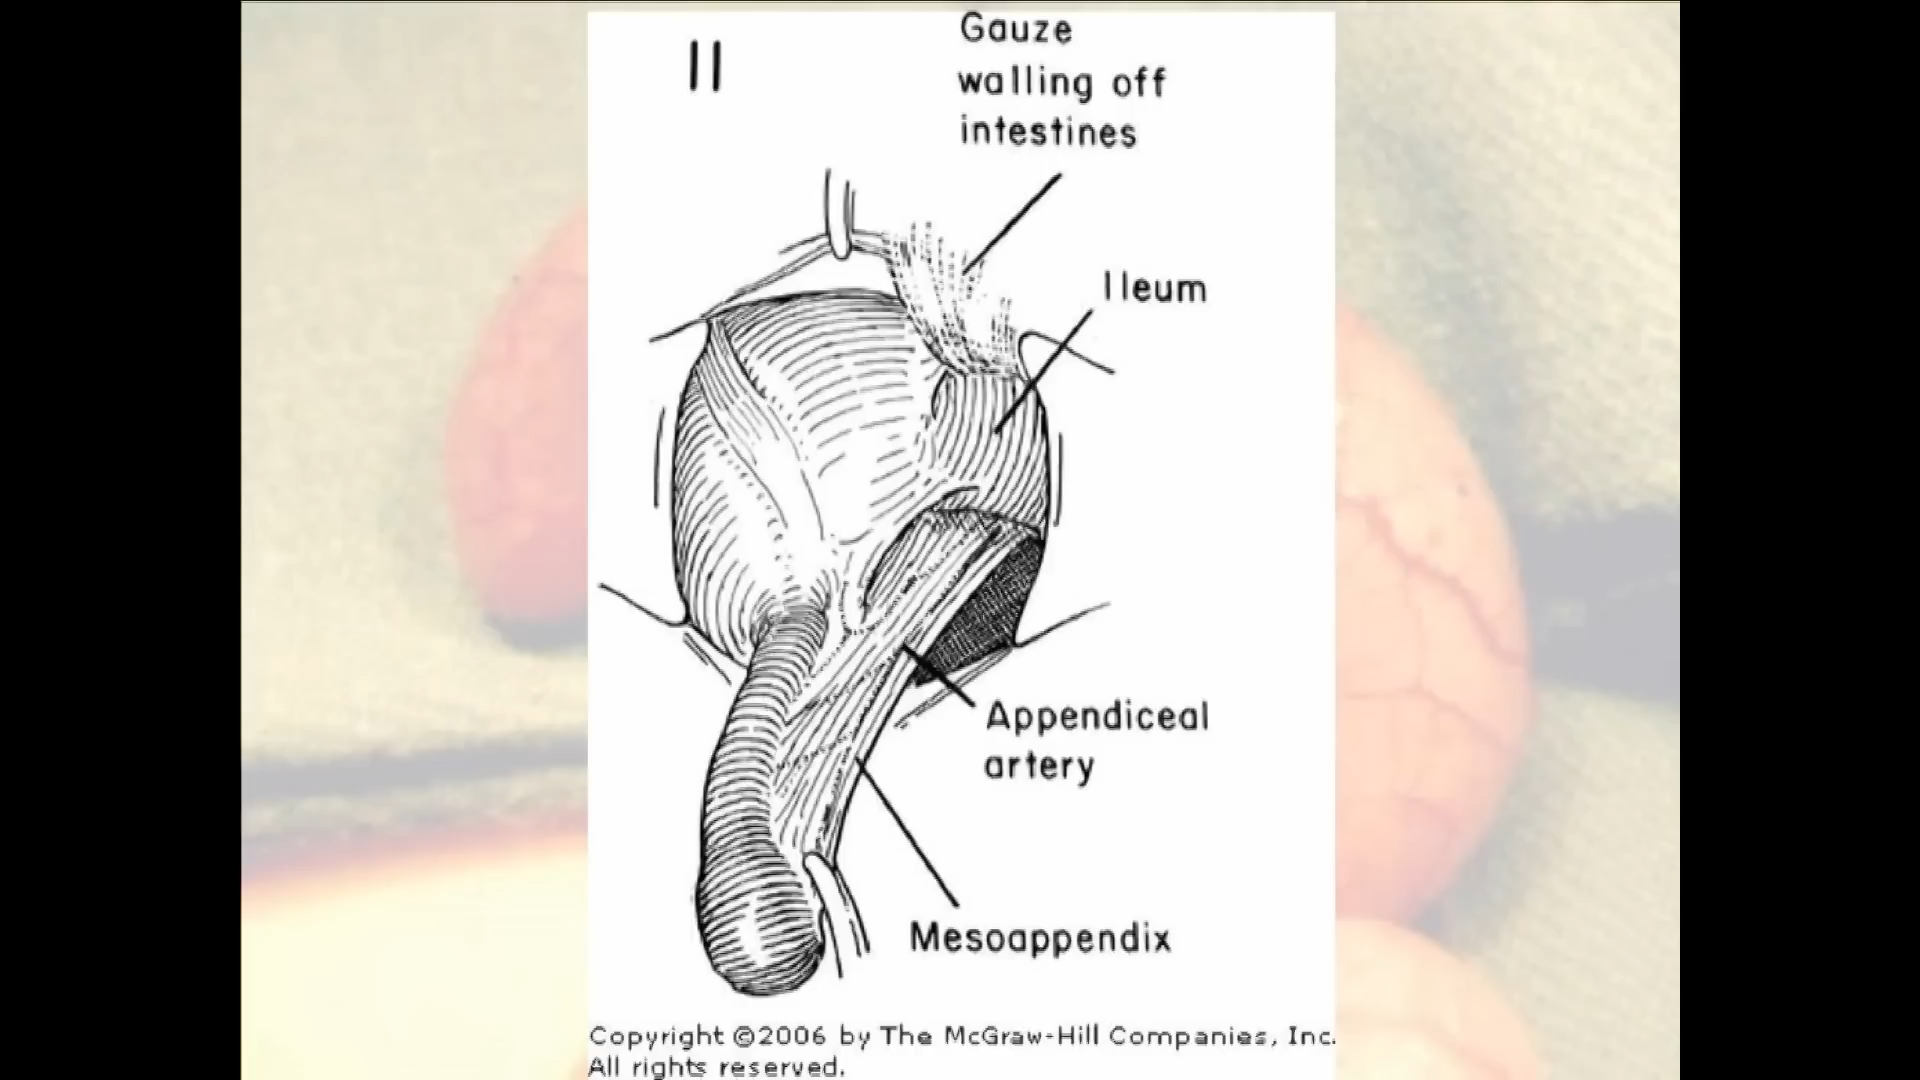 11
Gauze
walling off
intestines
Ileum
Appendiceal
artery
Mesoappendix
Copyright ©2006 by The McGraw-Hill Companies, Inc.
All rights reserved.